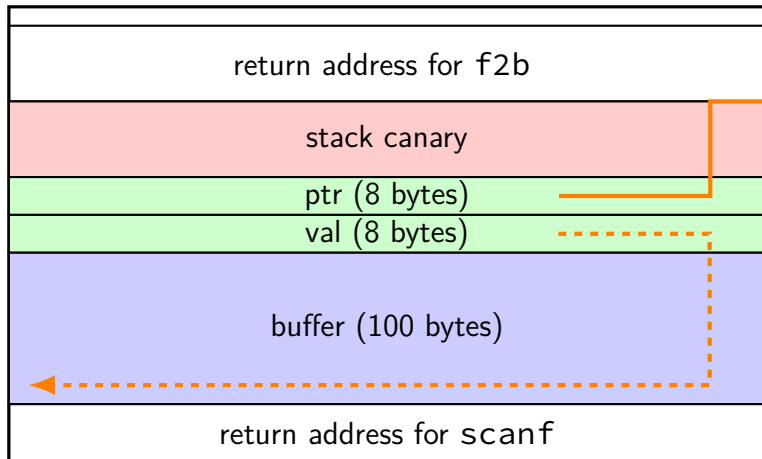 return address for f2b
stack canary
ptr (8 bytes)
val (8 bytes)
buffer (100 bytes)
return address for scanf